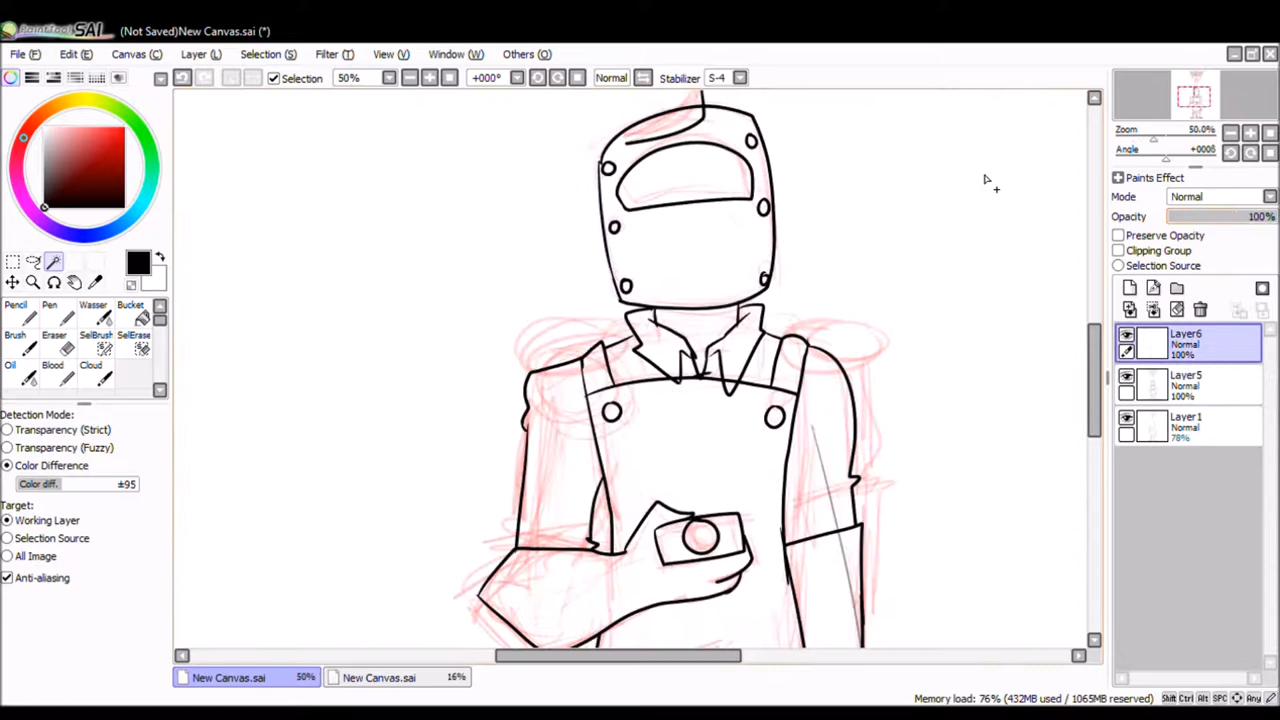 PaintTool SAI (Not Saved)New Canvas.sai (*)
File (F) Edit (E) Canvas (C) Layer (L) Selection (S) Filter (T) View (V) Window (W) Others (O)
Selection 50% +000° Normal Stabilizer S-4
Zoom 50.0%
Angle +000δ
Paints Effect
Mode Normal
Opacity 100%
Preserve Opacity
Clipping Group
Selection Source
Pencil Pen Wasser Bucket
Brush Eraser SelBrush SelErase
Oil Blood Cloud
Layer6
Normal
100%
Layer5
Normal
100%
Layer1
Normal
78%
Detection Mode:
Transparency (Strict)
Transparency (Fuzzy)
Color Difference
Color diff. ±95
Target:
Working Layer
Selection Source
All Image
Anti-aliasing
New Canvas.sai 50% New Canvas.sai 16%
Memory load: 76% (432MB used / 1065MB reserved) Shift Ctrl Alt SPC Any